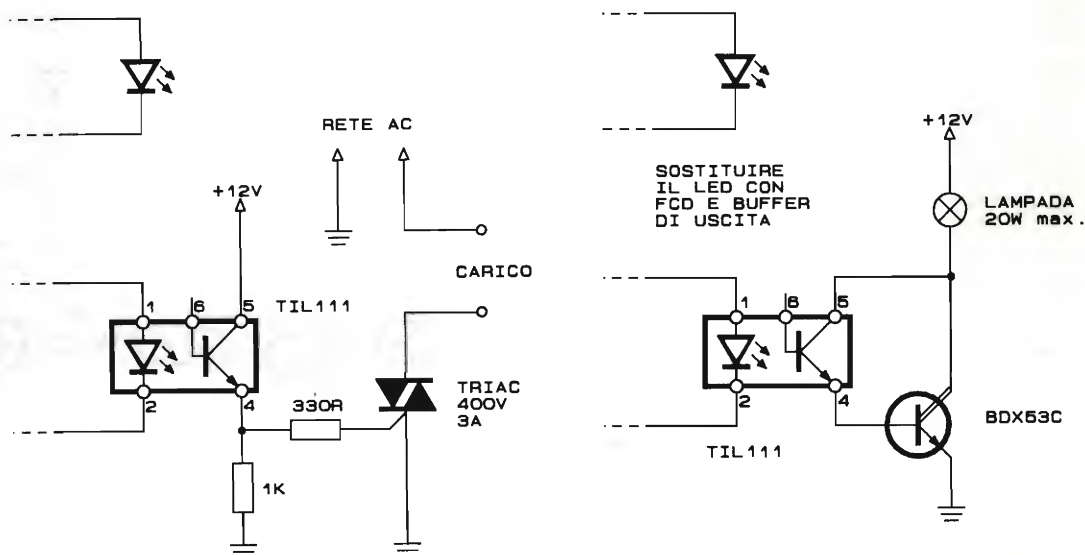 RETE AC
+12V
CARICO
1
6
5
TIL111
2
4
330R
TRIAC
400V
3A
1K
+12V
SOSTITUIRE
IL LED CON
FCD E BUFFER
DI USCITA
LAMPADA
20W max.
1
6
5
2
4
BDX53C
TIL111